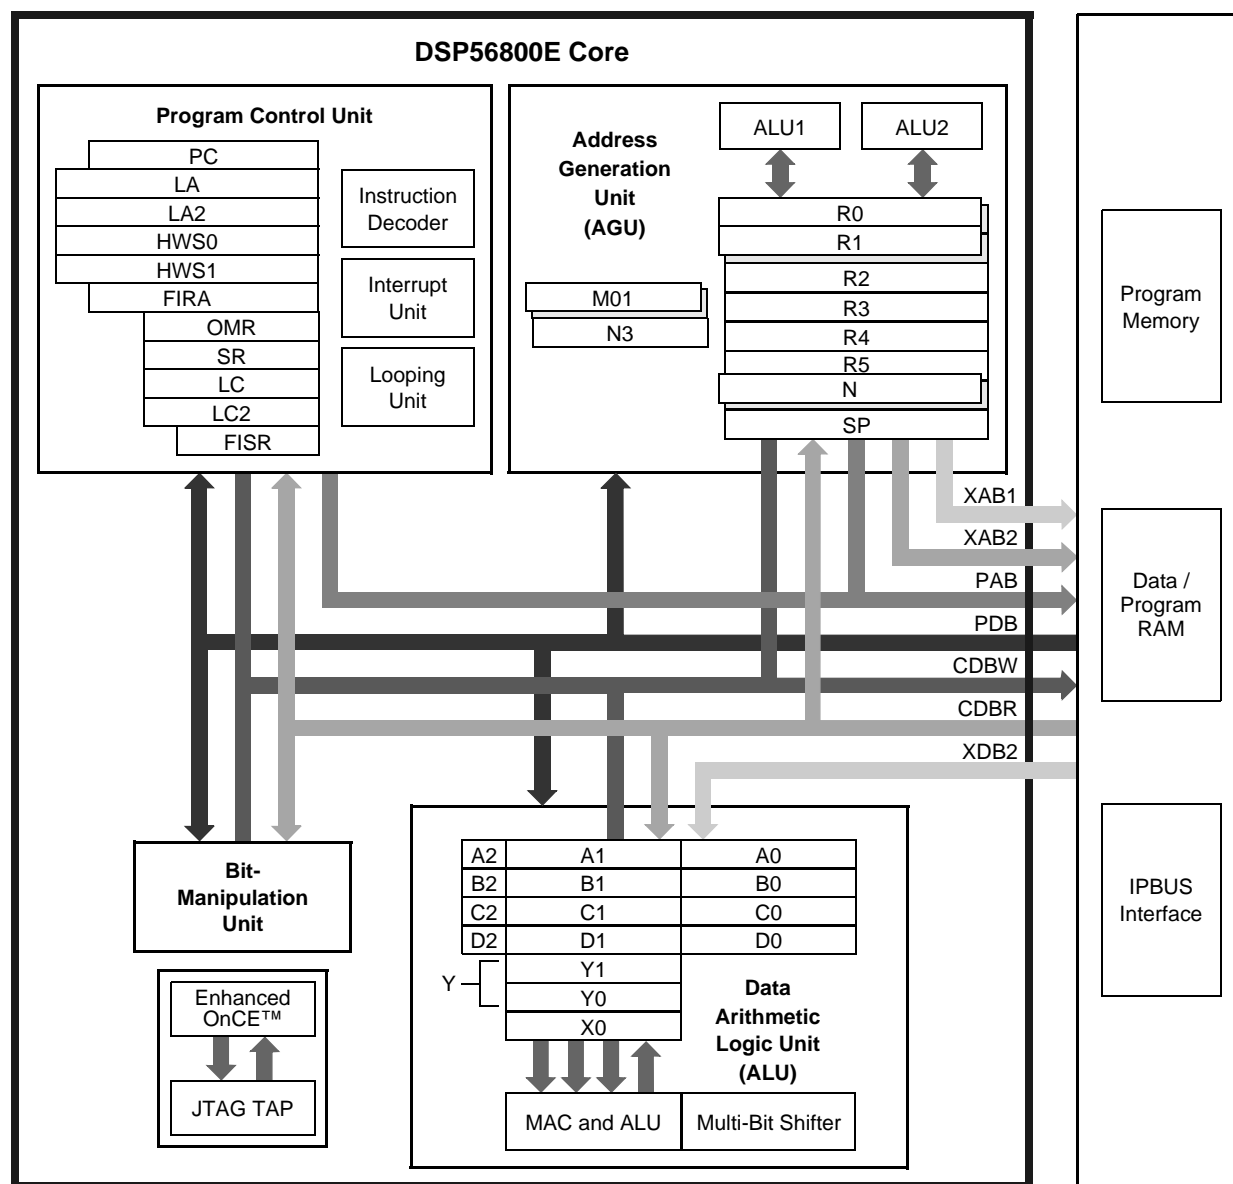 DSP56800E Core
Program Control Unit
PC
LA
LA2
HWS0
HWS1
FIRA
OMR
SR
LC
LC2
FISR
Instruction
Decoder
Interrupt
Unit
Looping
Unit
Address
Generation
Unit
(AGU)
ALU1
ALU2
R0
R1
R2
R3
R4
R5
N
SP
M01
N3
XAB1
XAB2
PAB
PDB
CDBW
CDBR
XDB2
Program
Memory
Data /
Program
RAM
IPBUS
Interface
Bit-
Manipulation
Unit
Enhanced
OnCE™
JTAG TAP
A2 A1 A0
B2 B1 B0
C2 C1 C0
D2 D1 D0
Y
Y1
Y0
X0
Data
Arithmetic
Logic Unit
(ALU)
MAC and ALU
Multi-Bit Shifter